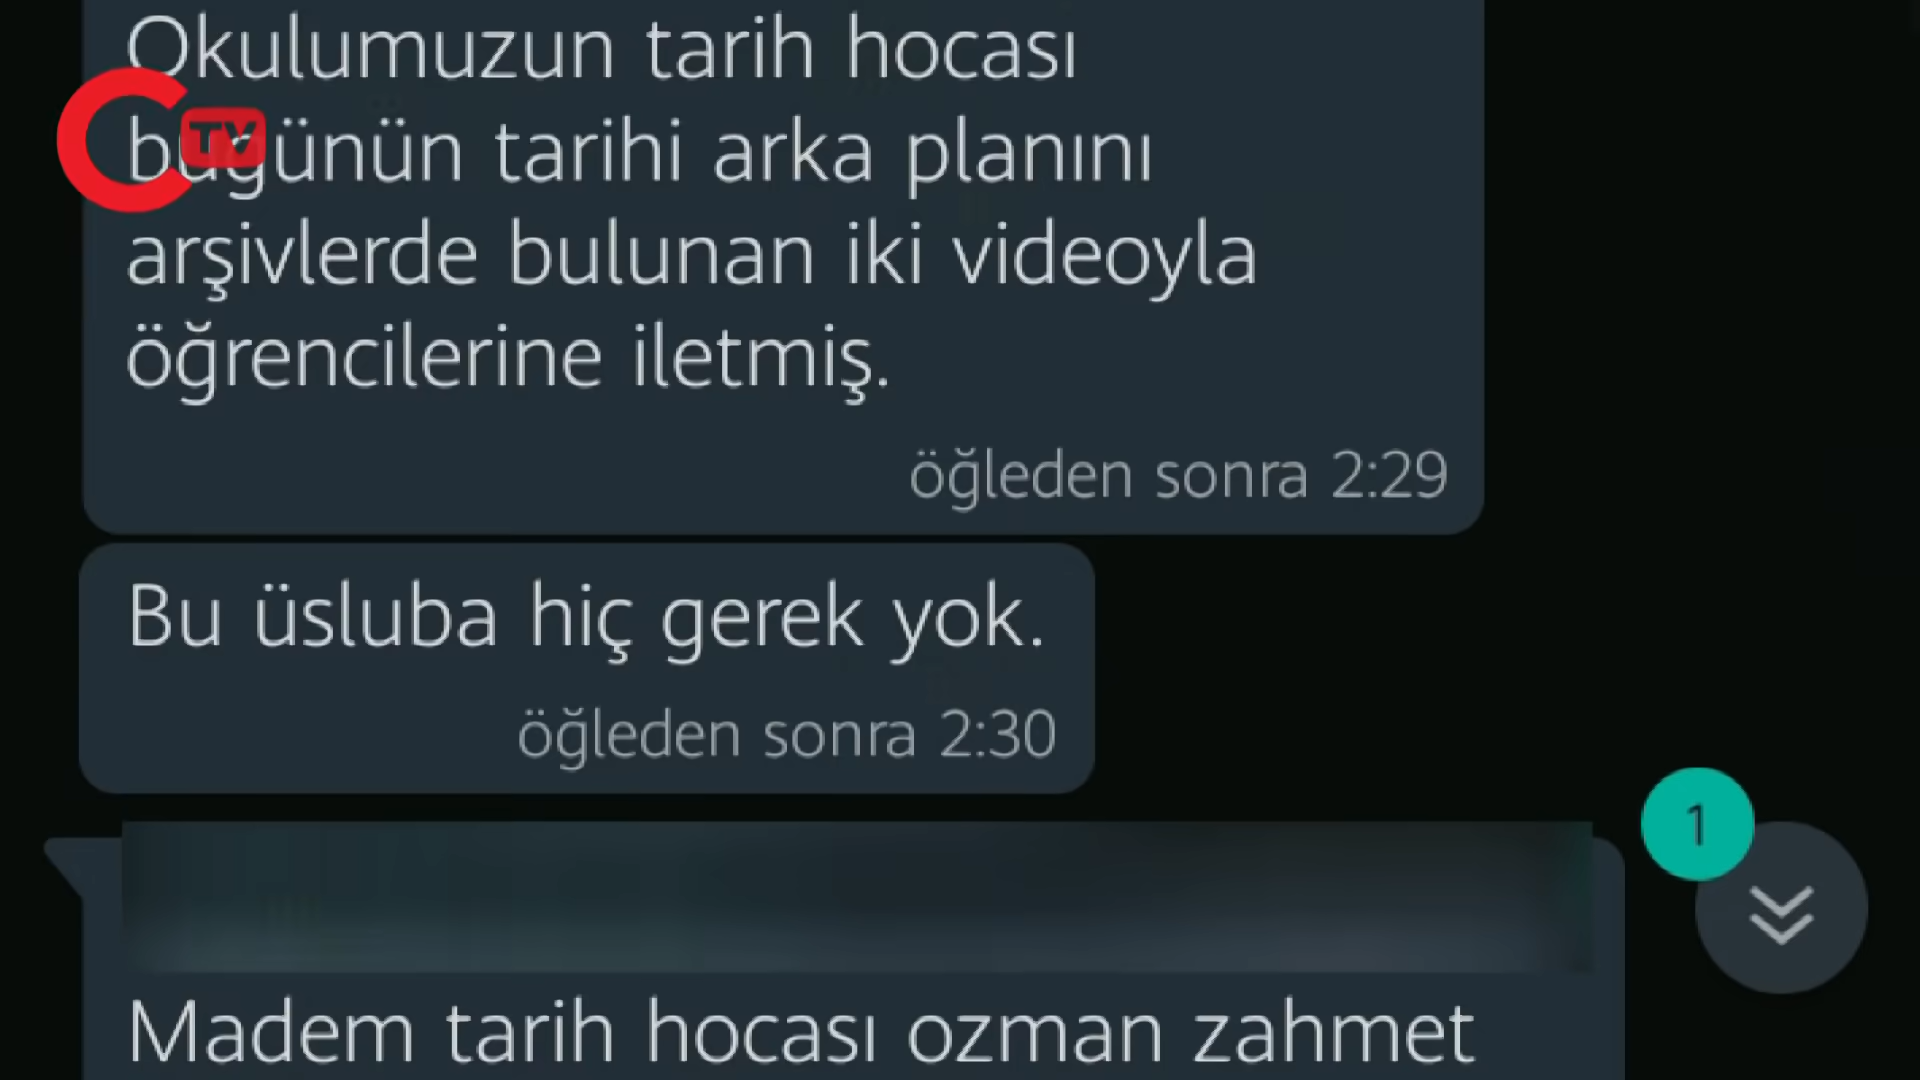 Okulumuzun tarih hocası
TV
bugünün tarihi arka planını
arşivlerde bulunan iki videoyla
öğrencilerine iletmiş.
öğleden sonra 2:29
Bu üsluba hiç gerek yok.
öğleden sonra 2:30
1
Madem tarih hocası ozman zahmet